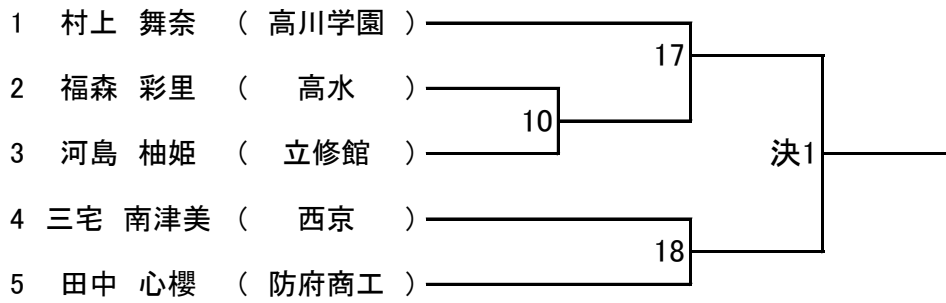 1 村上 舞奈 ( 高川学園 )
17
2 福森 彩里 ( 高水 )
10
3 河島 柚姫 ( 立修館 )
決1
4 三宅 南津美 ( 西京 )
18
5 田中 心櫻 ( 防府商工 )